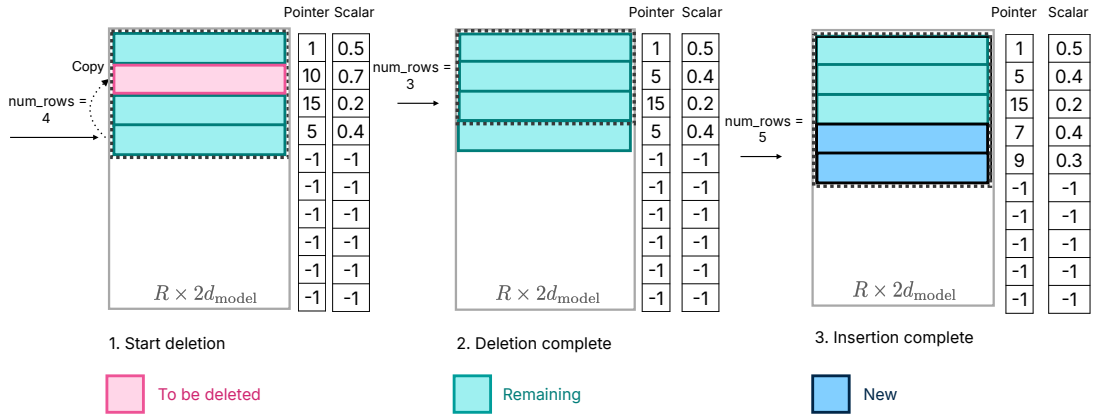 Pointer Scalar
1 0.5
10 0.7
15 0.2
5 0.4
-1 -1
-1 -1
-1 -1
-1 -1
-1 -1
-1 -1
Copy
num_rows =
4
R × 2d_model
1. Start deletion
Pointer Scalar
1 0.5
5 0.4
15 0.2
5 0.4
-1 -1
-1 -1
-1 -1
-1 -1
-1 -1
-1 -1
num_rows =
3
R × 2d_model
2. Deletion complete
Pointer Scalar
1 0.5
5 0.4
15 0.2
7 0.4
9 0.3
-1 -1
-1 -1
-1 -1
-1 -1
-1 -1
num_rows =
5
R × 2d_model
3. Insertion complete
To be deleted
Remaining
New